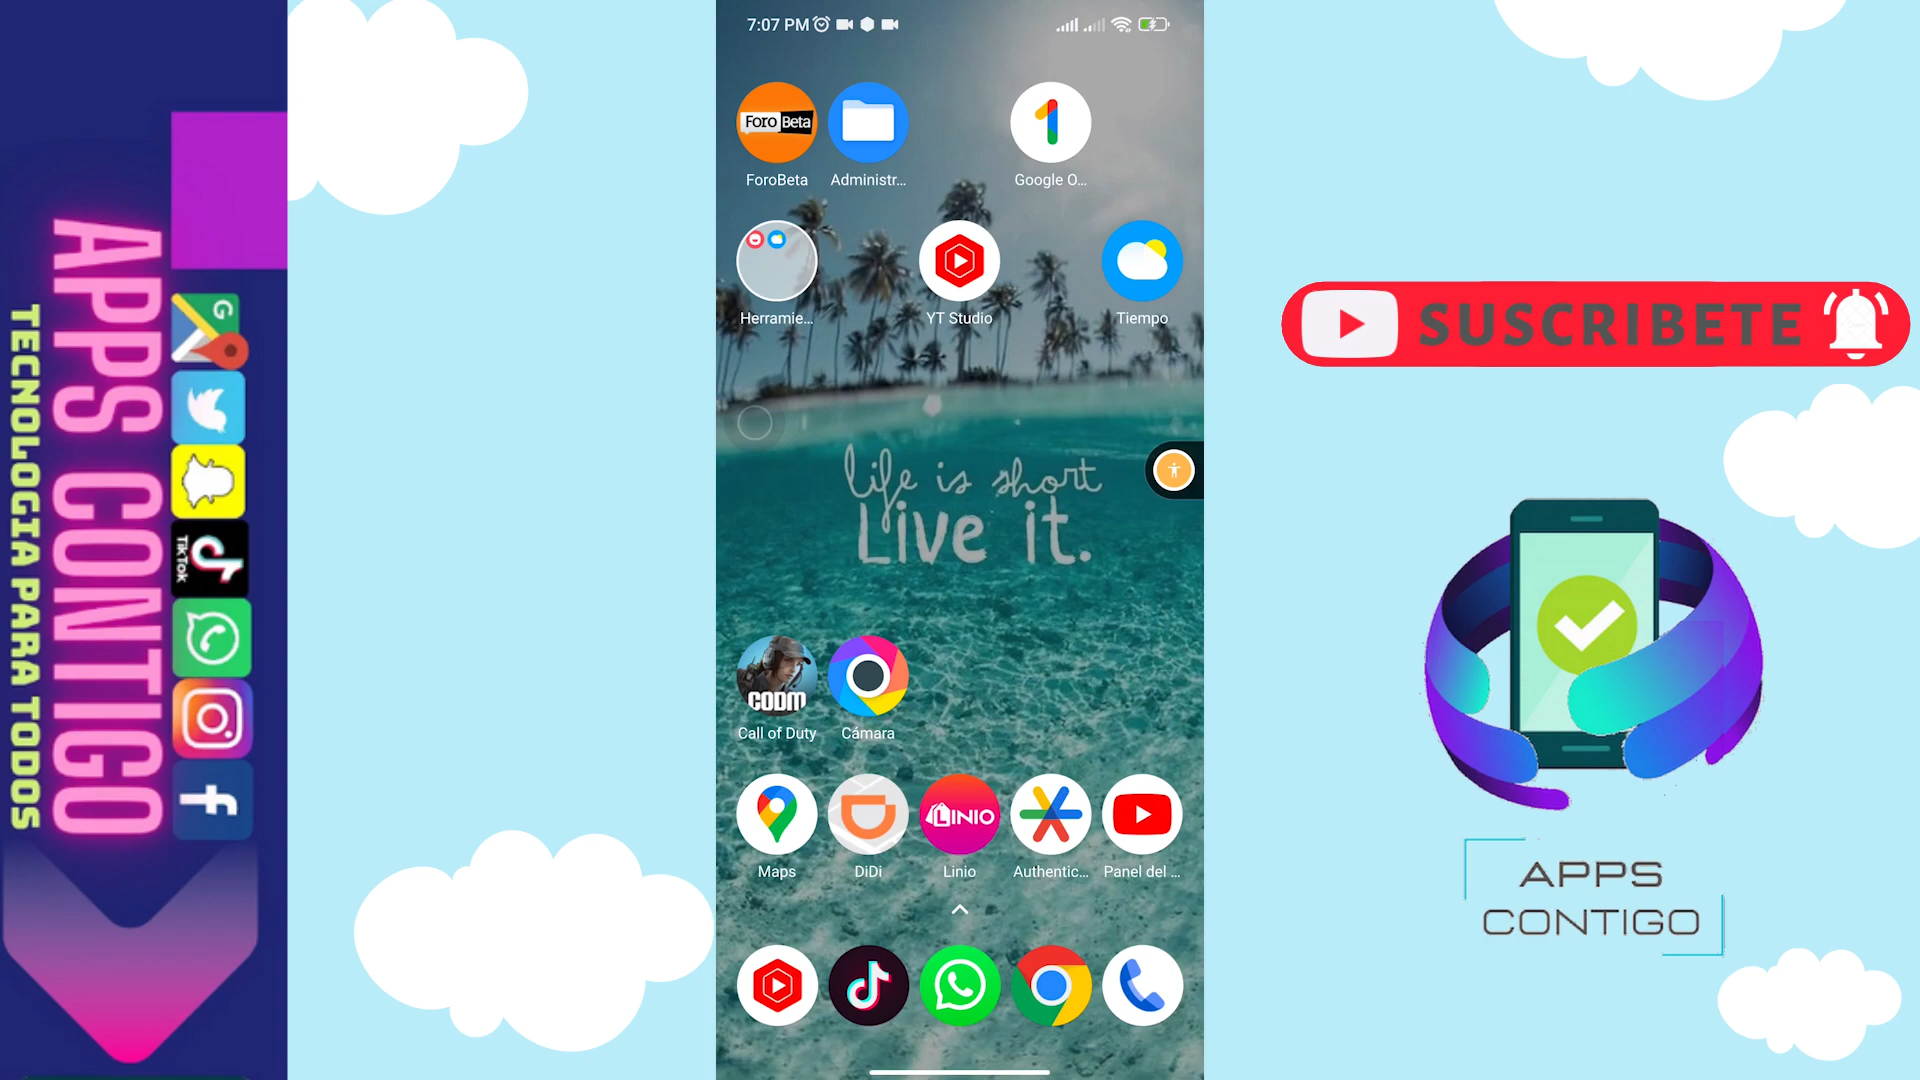 APPS CONTIGO
TECNOLOGIA PARA TODOS
G
TikTok
7:07 PM
Foro Beta
ForoBeta
Administr...
Google O...
Herramie...
YT Studio
Tiempo
life is short
Live it.
CODM
Call of Duty
Cámara
LINIO
Maps
DiDi
Linio
Authentic...
Panel del ...
SUSCRIBETE
APPS
CONTIGO